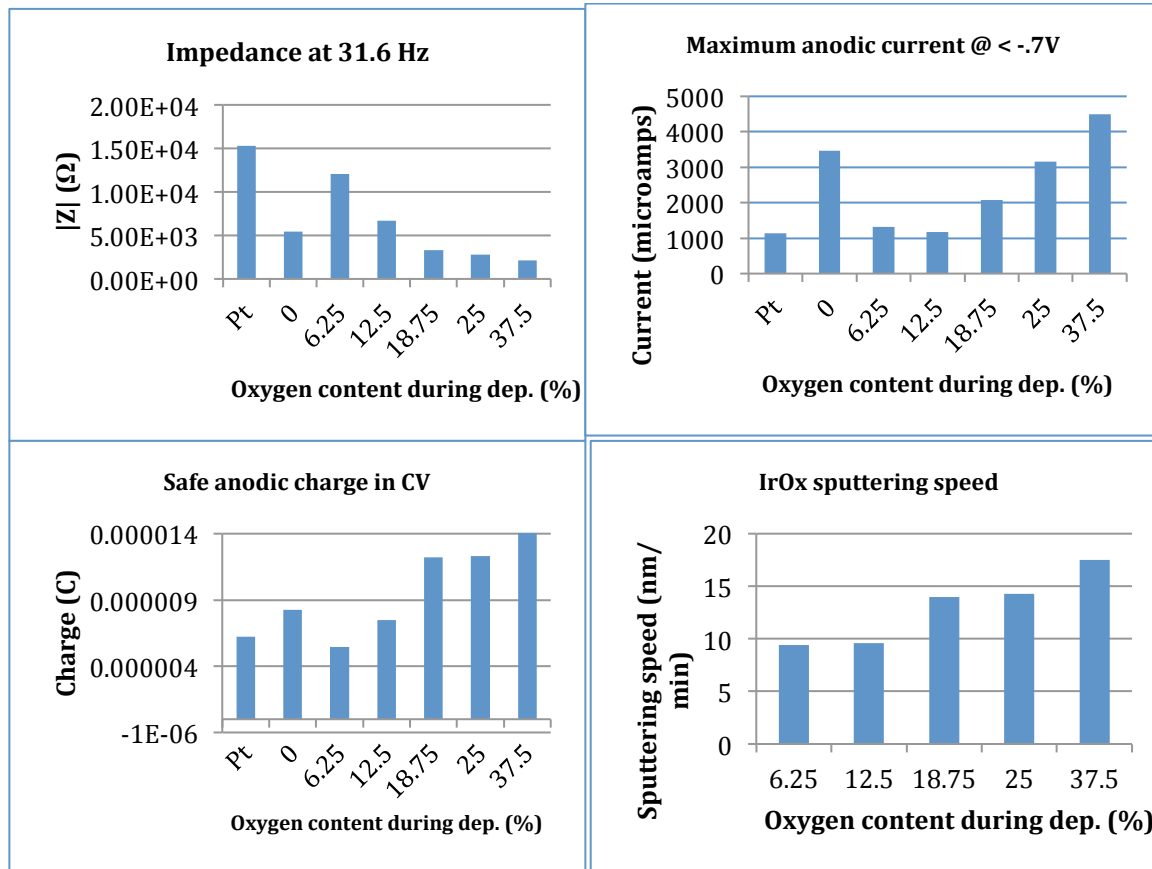 Impedance at 31.6 Hz
|Z| (Ω)
2.00E+04
1.50E+04
1.00E+04
5.00E+03
0.00E+00
Pt 0 6.25 12.5 18.75 25 37.5
Oxygen content during dep. (%)
Maximum anodic current @ < -.7V
Current (microamps)
5000
4000
3000
2000
1000
0
Pt 0 6.25 12.5 18.75 25 37.5
Oxygen content during dep. (%)
Safe anodic charge in CV
Charge (C)
0.000014
0.000009
0.000004
-1E-06
Pt 0 6.25 12.5 18.75 25 37.5
Oxygen content during dep. (%)
IrOx sputtering speed
Sputtering speed (nm/
min)
20
15
10
5
0
6.25 12.5 18.75 25 37.5
Oxygen content during dep. (%)